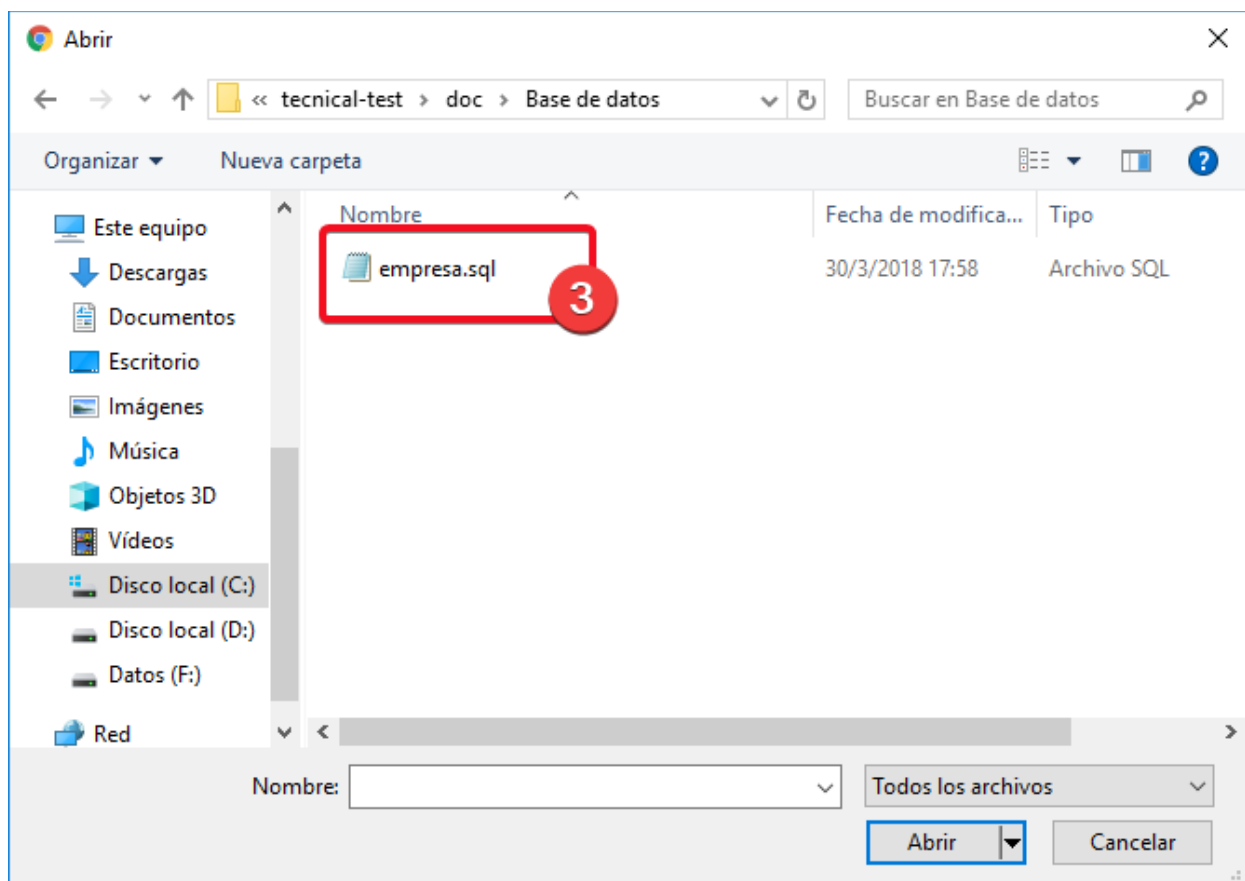 Abrir
« tecnical-test › doc › Base de datos
Buscar en Base de datos
Organizar
Nueva carpeta
Nombre
Fecha de modifica...
Tipo
empresa.sql
30/3/2018 17:58
Archivo SQL
3
Este equipo
Descargas
Documentos
Escritorio
Imágenes
Música
Objetos 3D
Vídeos
Disco local (C:)
Disco local (D:)
Datos (F:)
Red
Nombre:
Todos los archivos
Abrir
Cancelar